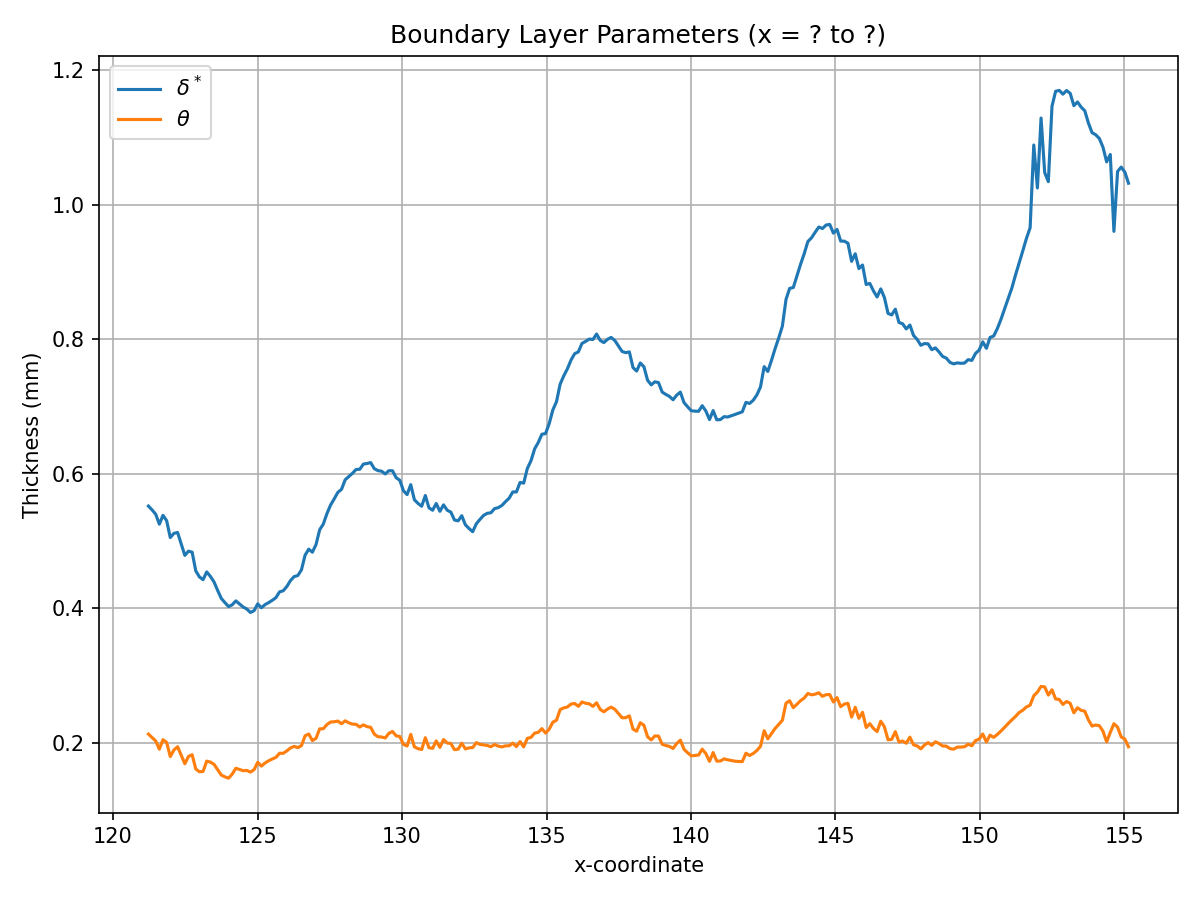 Boundary Layer Parameters (x = ? to ?)
δ*
θ
Thickness (mm)
1.2
1.0
0.8
0.6
0.4
0.2
120 125 130 135 140 145 150 155
x-coordinate